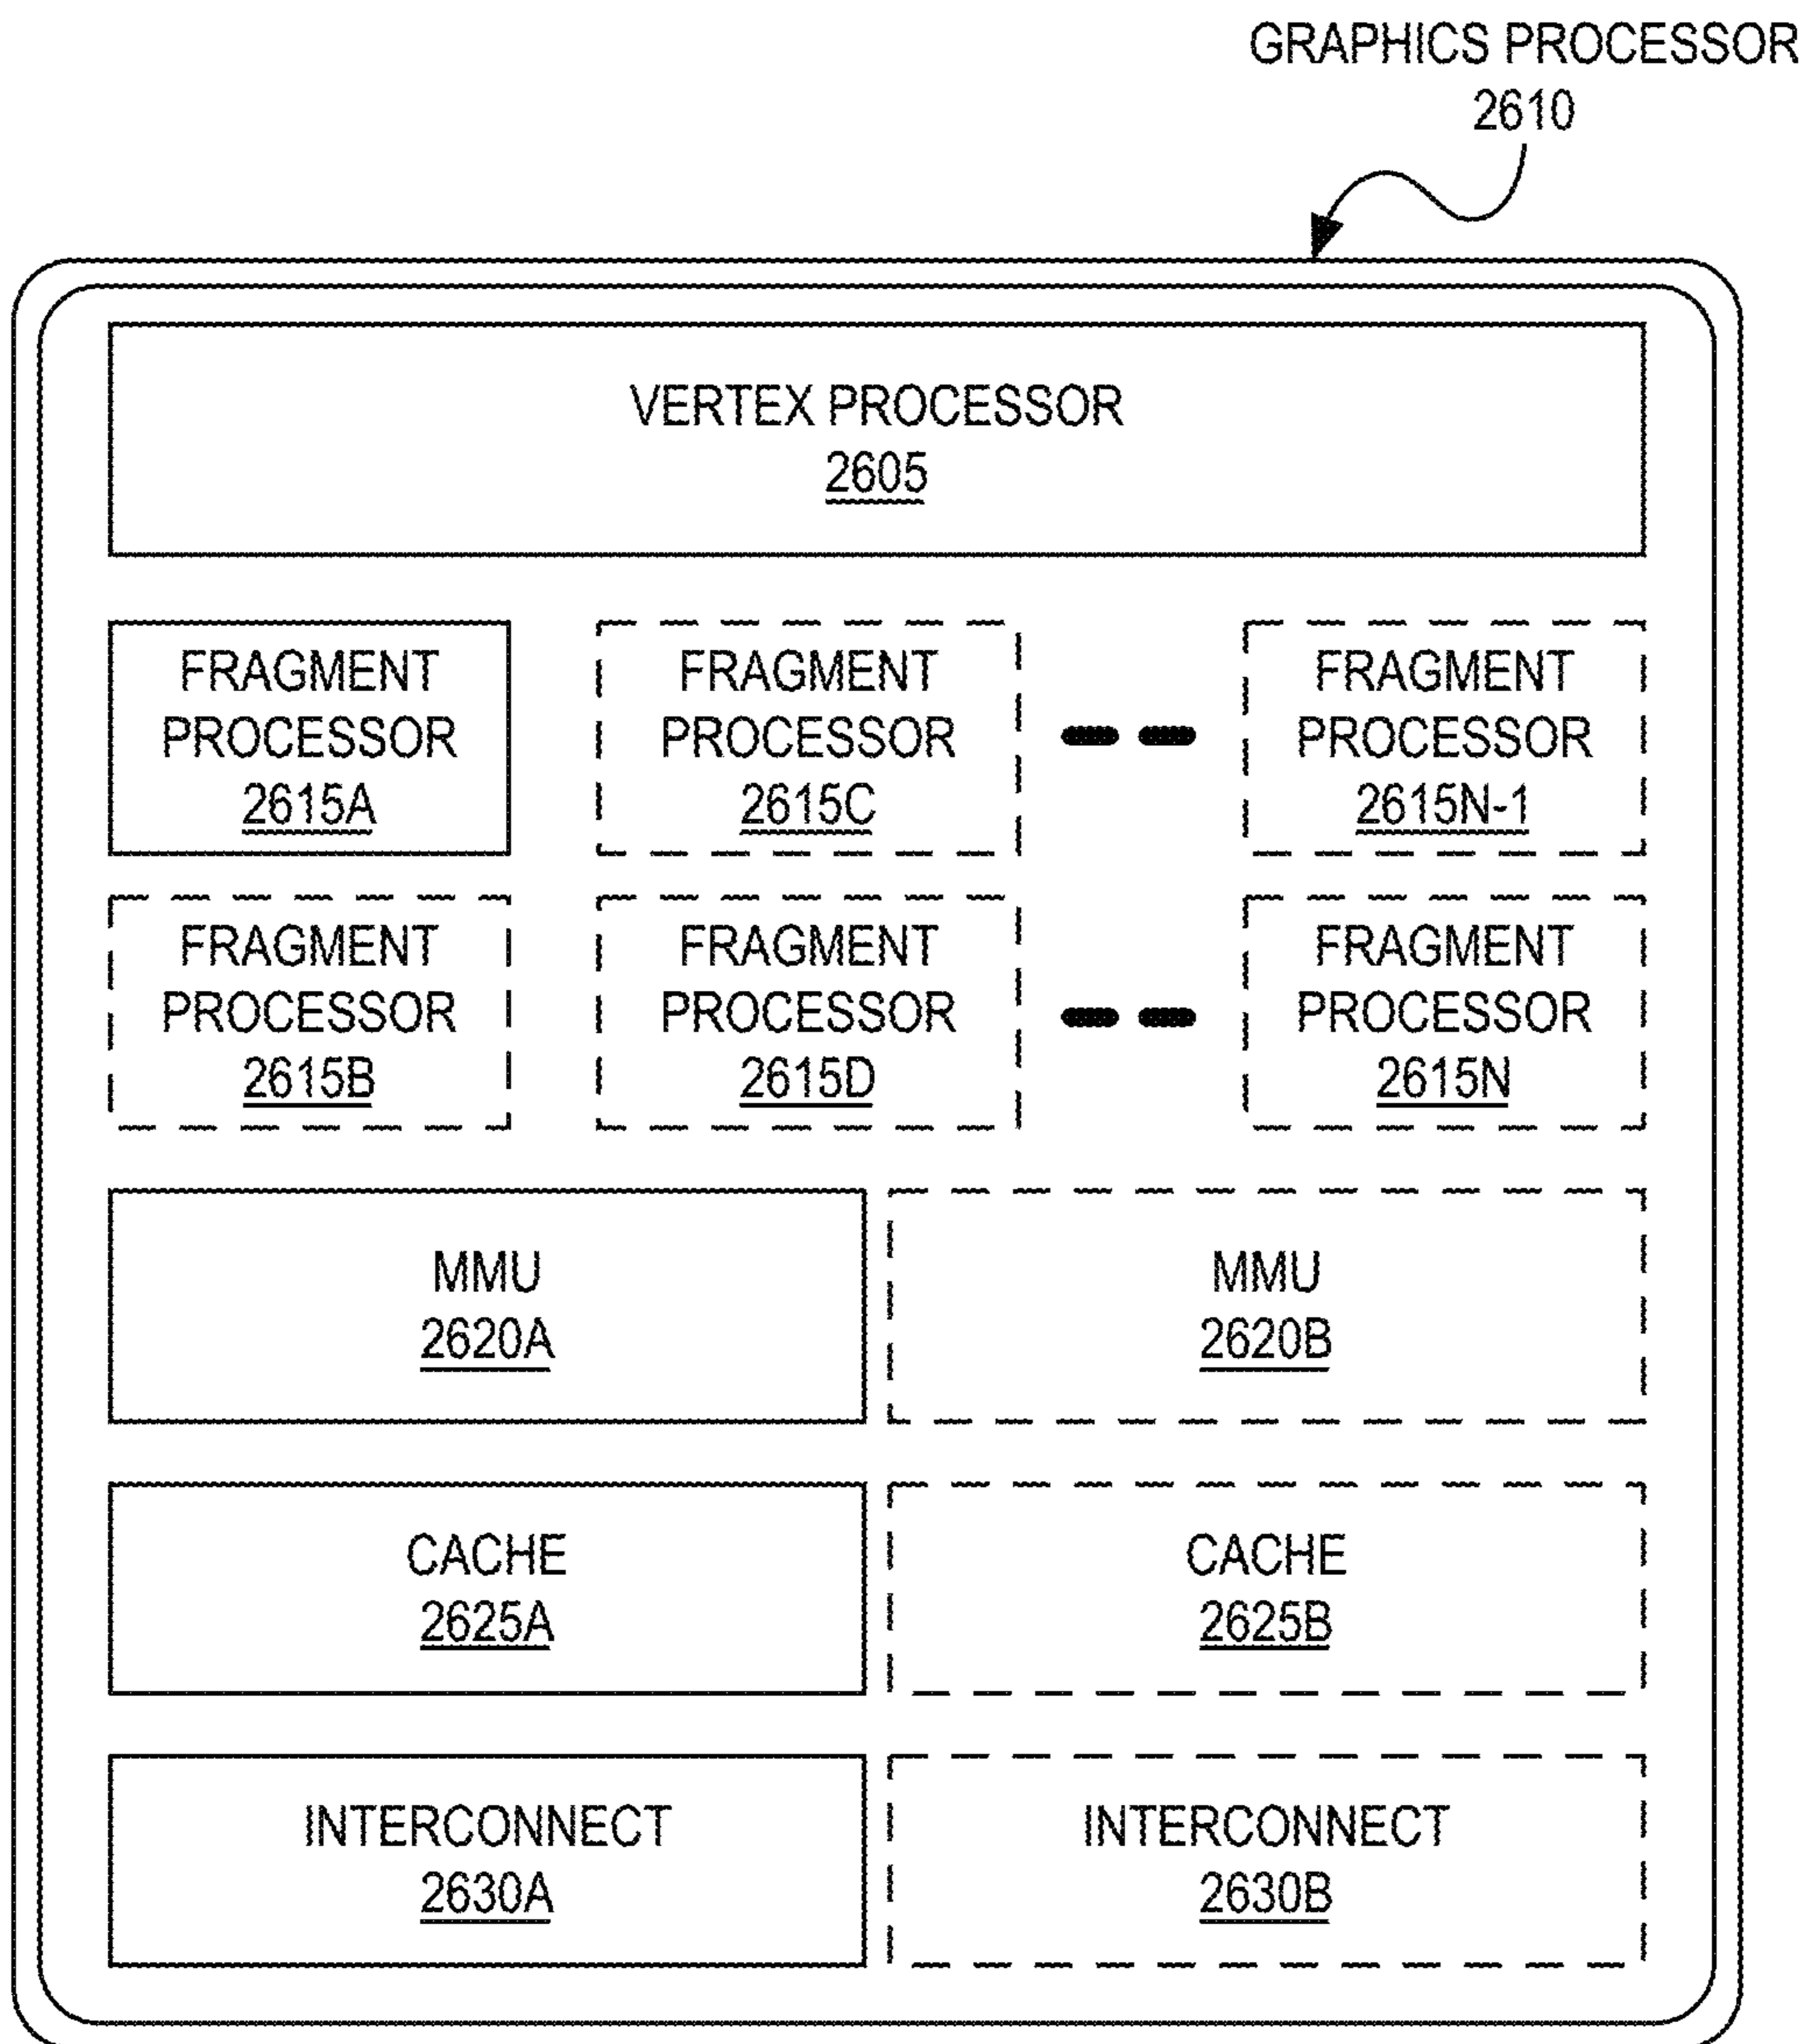 GRAPHICS PROCESSOR
2610
VERTEX PROCESSOR
2605
FRAGMENT
PROCESSOR
2615A
FRAGMENT
PROCESSOR
2615C
FRAGMENT
PROCESSOR
2615N-1
FRAGMENT
PROCESSOR
2615B
FRAGMENT
PROCESSOR
2615D
FRAGMENT
PROCESSOR
2615N
MMU
2620A
MMU
2620B
CACHE
2625A
CACHE
2625B
INTERCONNECT
2630A
INTERCONNECT
2630B